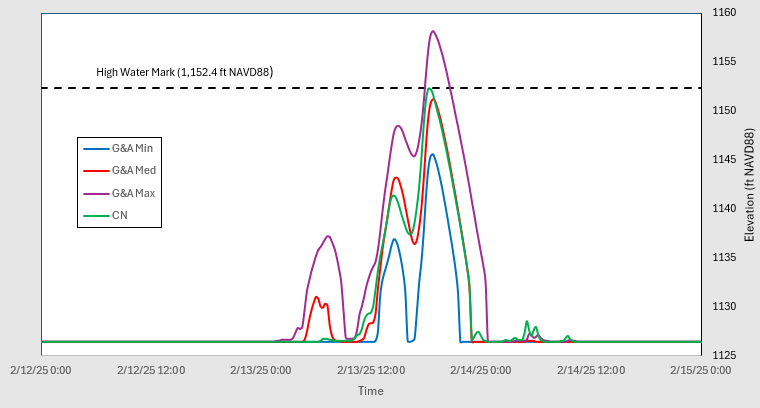 1160
1155
High Water Mark (1,152.4 ft NAVD88)
1150
G&A Min
G&A Med
G&A Max
CN
1145
1140
1135
1130
1125
Elevation (ft NAVD88)
2/12/25 0:00
2/12/25 12:00
2/13/25 0:00
2/13/25 12:00
2/14/25 0:00
2/14/25 12:00
2/15/25 0:00
Time